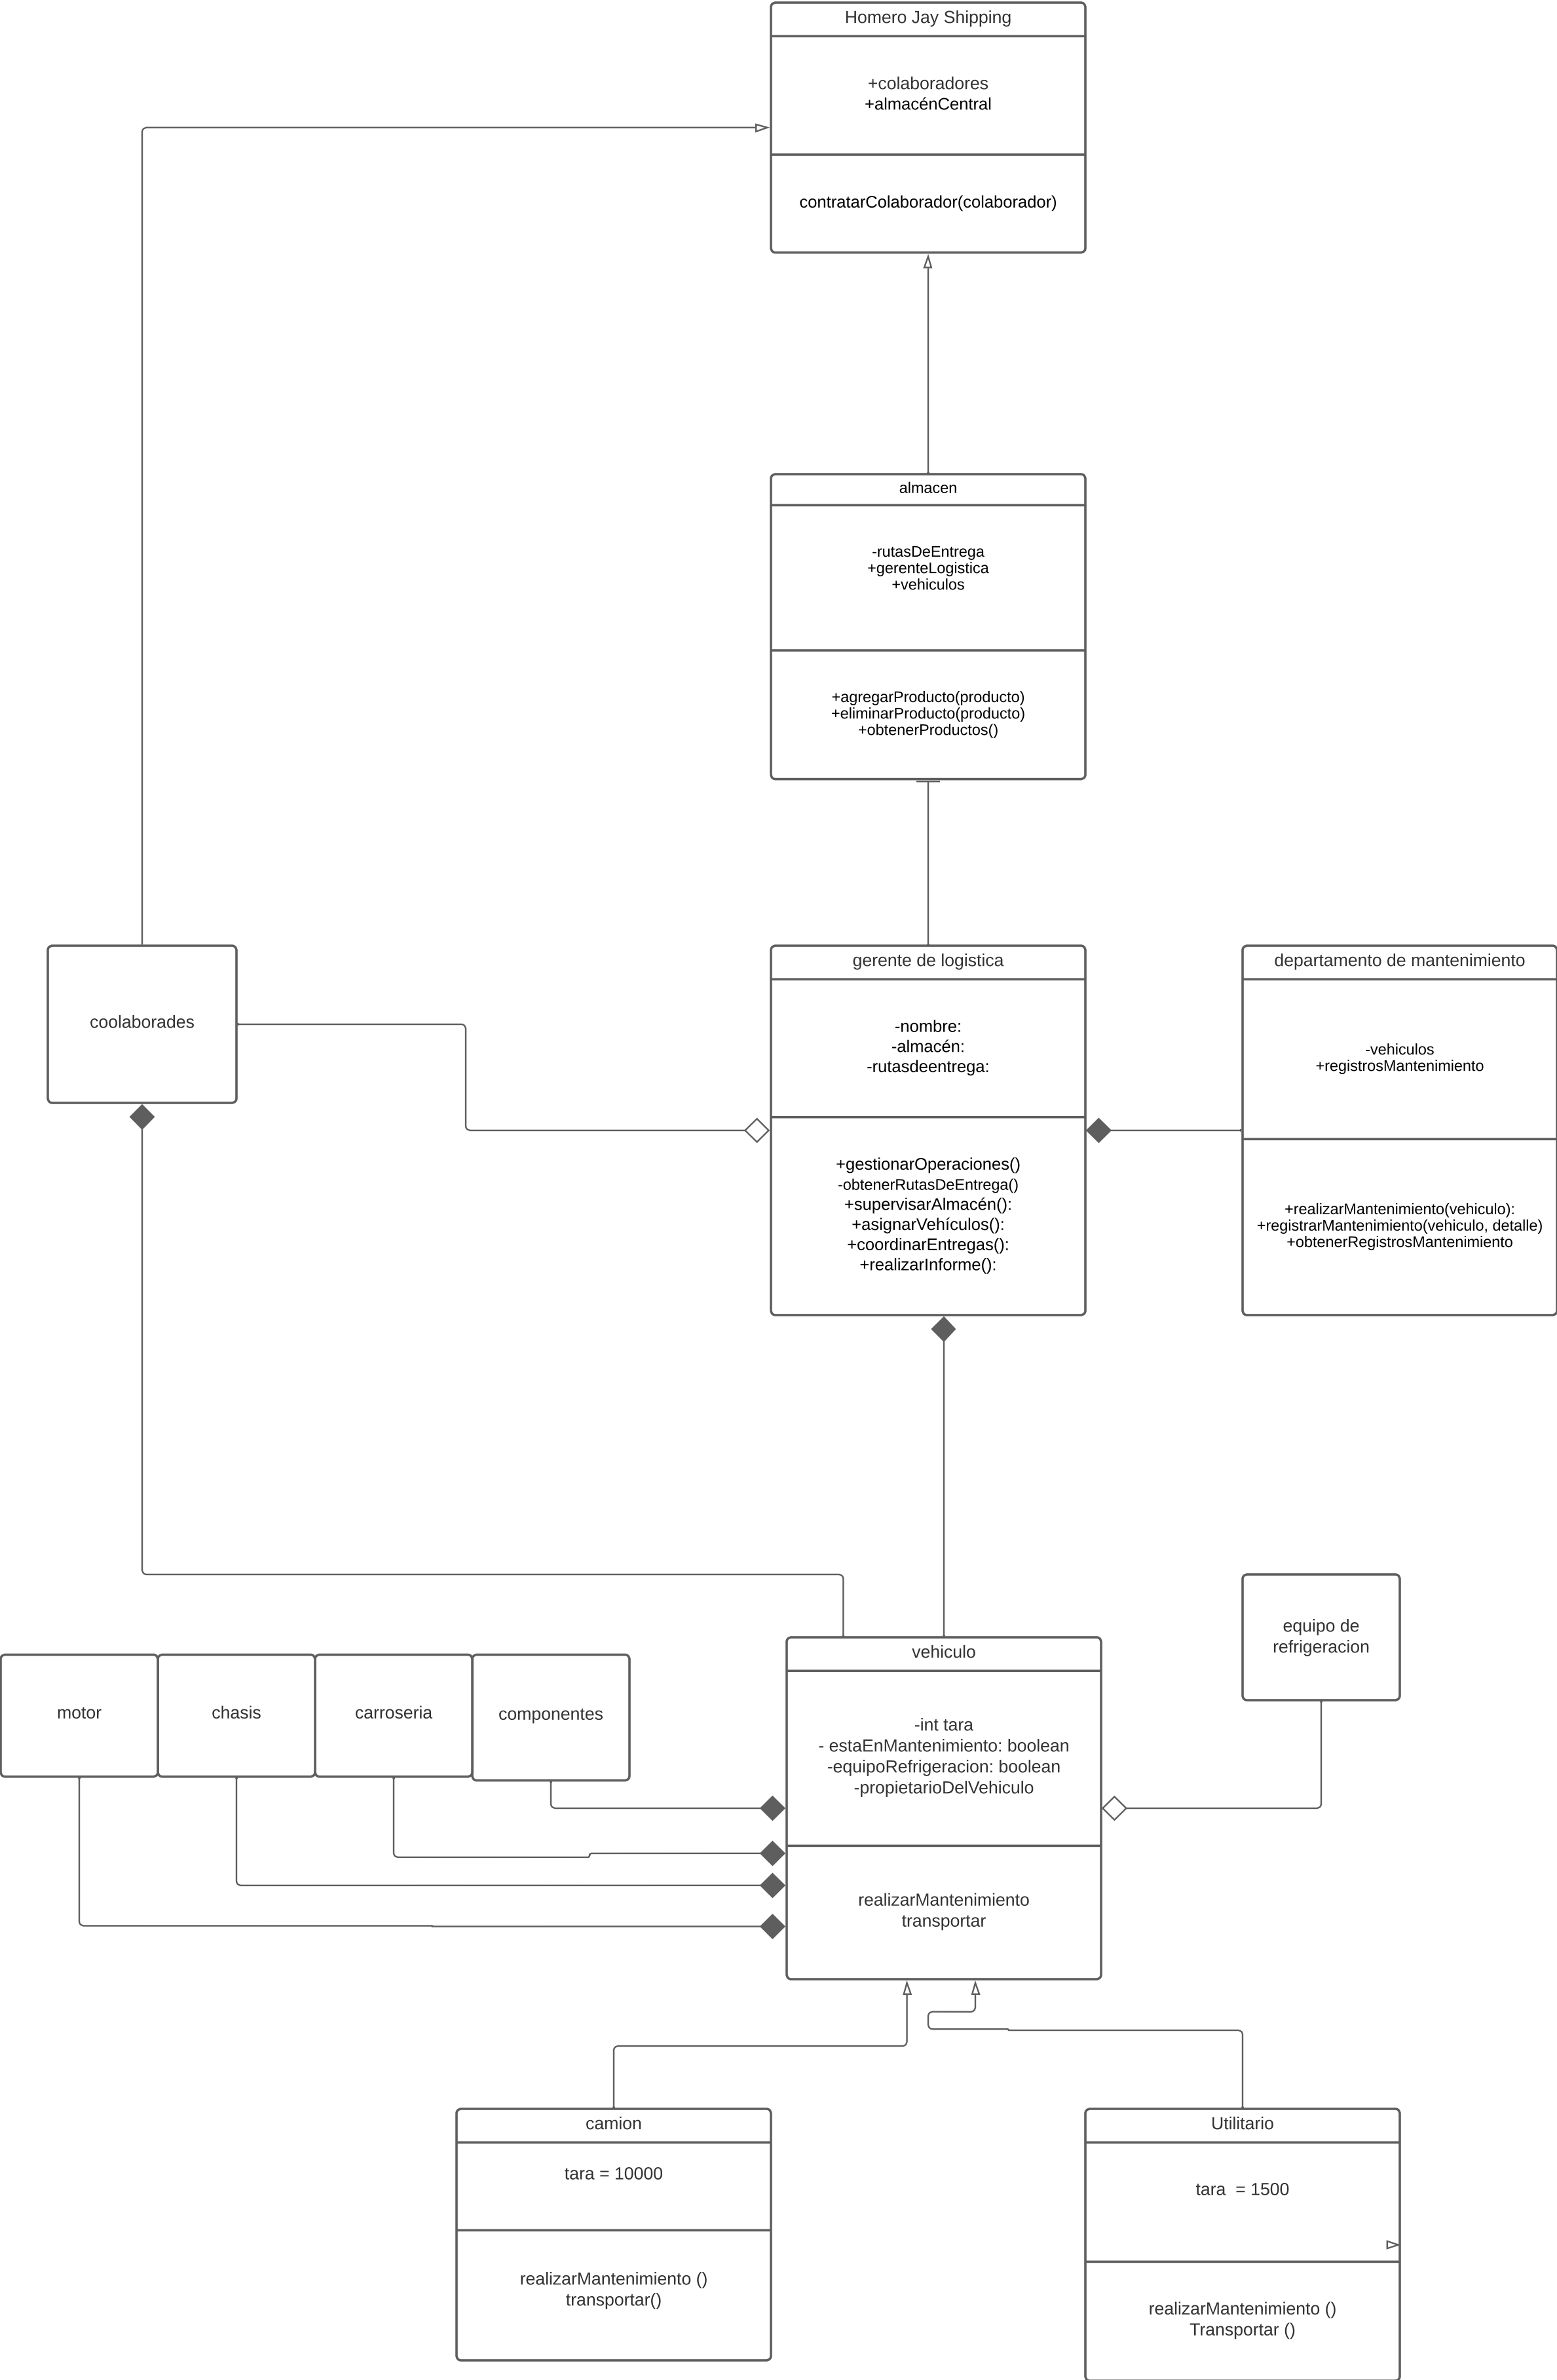 Homero Jay Shipping
+colaboradores
+almacénCentral
contratarColaborador(colaborador)
almacen
-rutasDeEntrega
+gerenteLogistica
+vehiculos
+agregarProducto(producto)
+eliminarProducto(producto)
+obtenerProductos()
coolaborades
gerente de logistica
-nombre:
-almacén:
-rutasdeentrega:
+gestionarOperaciones()
-obtenerRutasDeEntrega()
+supervisarAlmacén():
+asignarVehículos():
+coordinarEntregas():
+realizarInforme():
departamento de mantenimiento
-vehiculos
+registrosMantenimiento
+realizarMantenimiento(vehiculo):
+registrarMantenimiento(vehiculo, detalle)
+obtenerRegistrosMantenimiento
equipo de
refrigeracion
motor
chasis
carroseria
componentes
vehiculo
-int tara
- estaEnMantenimiento: boolean
-equipoRefrigeracion: boolean
-propietarioDelVehiculo
realizarMantenimiento
transportar
camion
tara = 10000
realizarMantenimiento ()
transportar()
Utilitario
tara  = 1500
realizarMantenimiento ()
Transportar ()